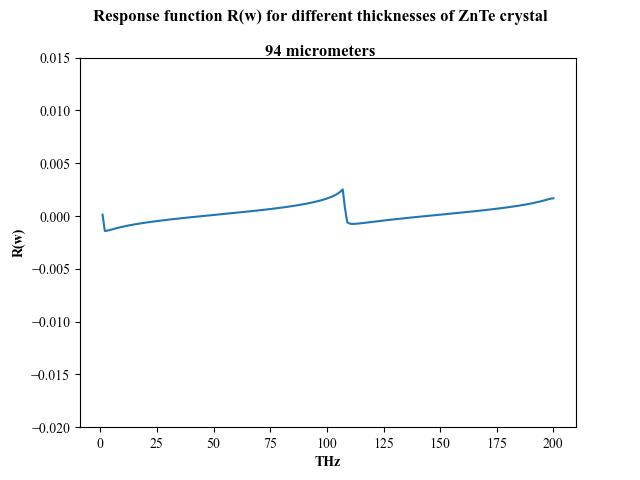 Response function R(w) for different thicknesses of ZnTe crystal
94 micrometers
0.015
0.010
0.005
0.000
−0.005
−0.010
−0.015
−0.020
R(w)
0 25 50 75 100 125 150 175 200
THz